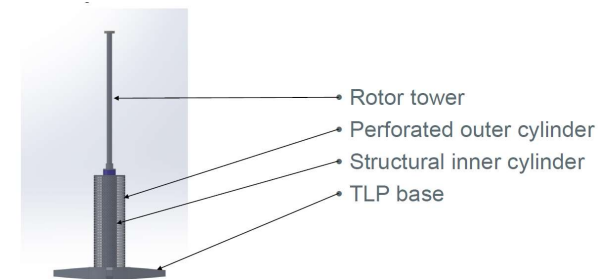 Rotor tower
Perforated outer cylinder
Structural inner cylinder
TLP base